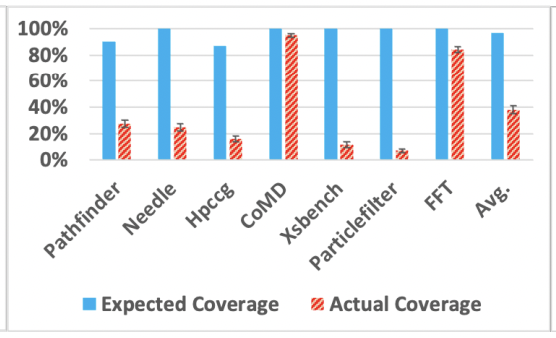 100%
80%
60%
40%
20%
0%
Pathfinder
Needle
Hpccg
CoMD
Xsbench
Particlefilter
FFT
Avg.
Expected Coverage
Actual Coverage